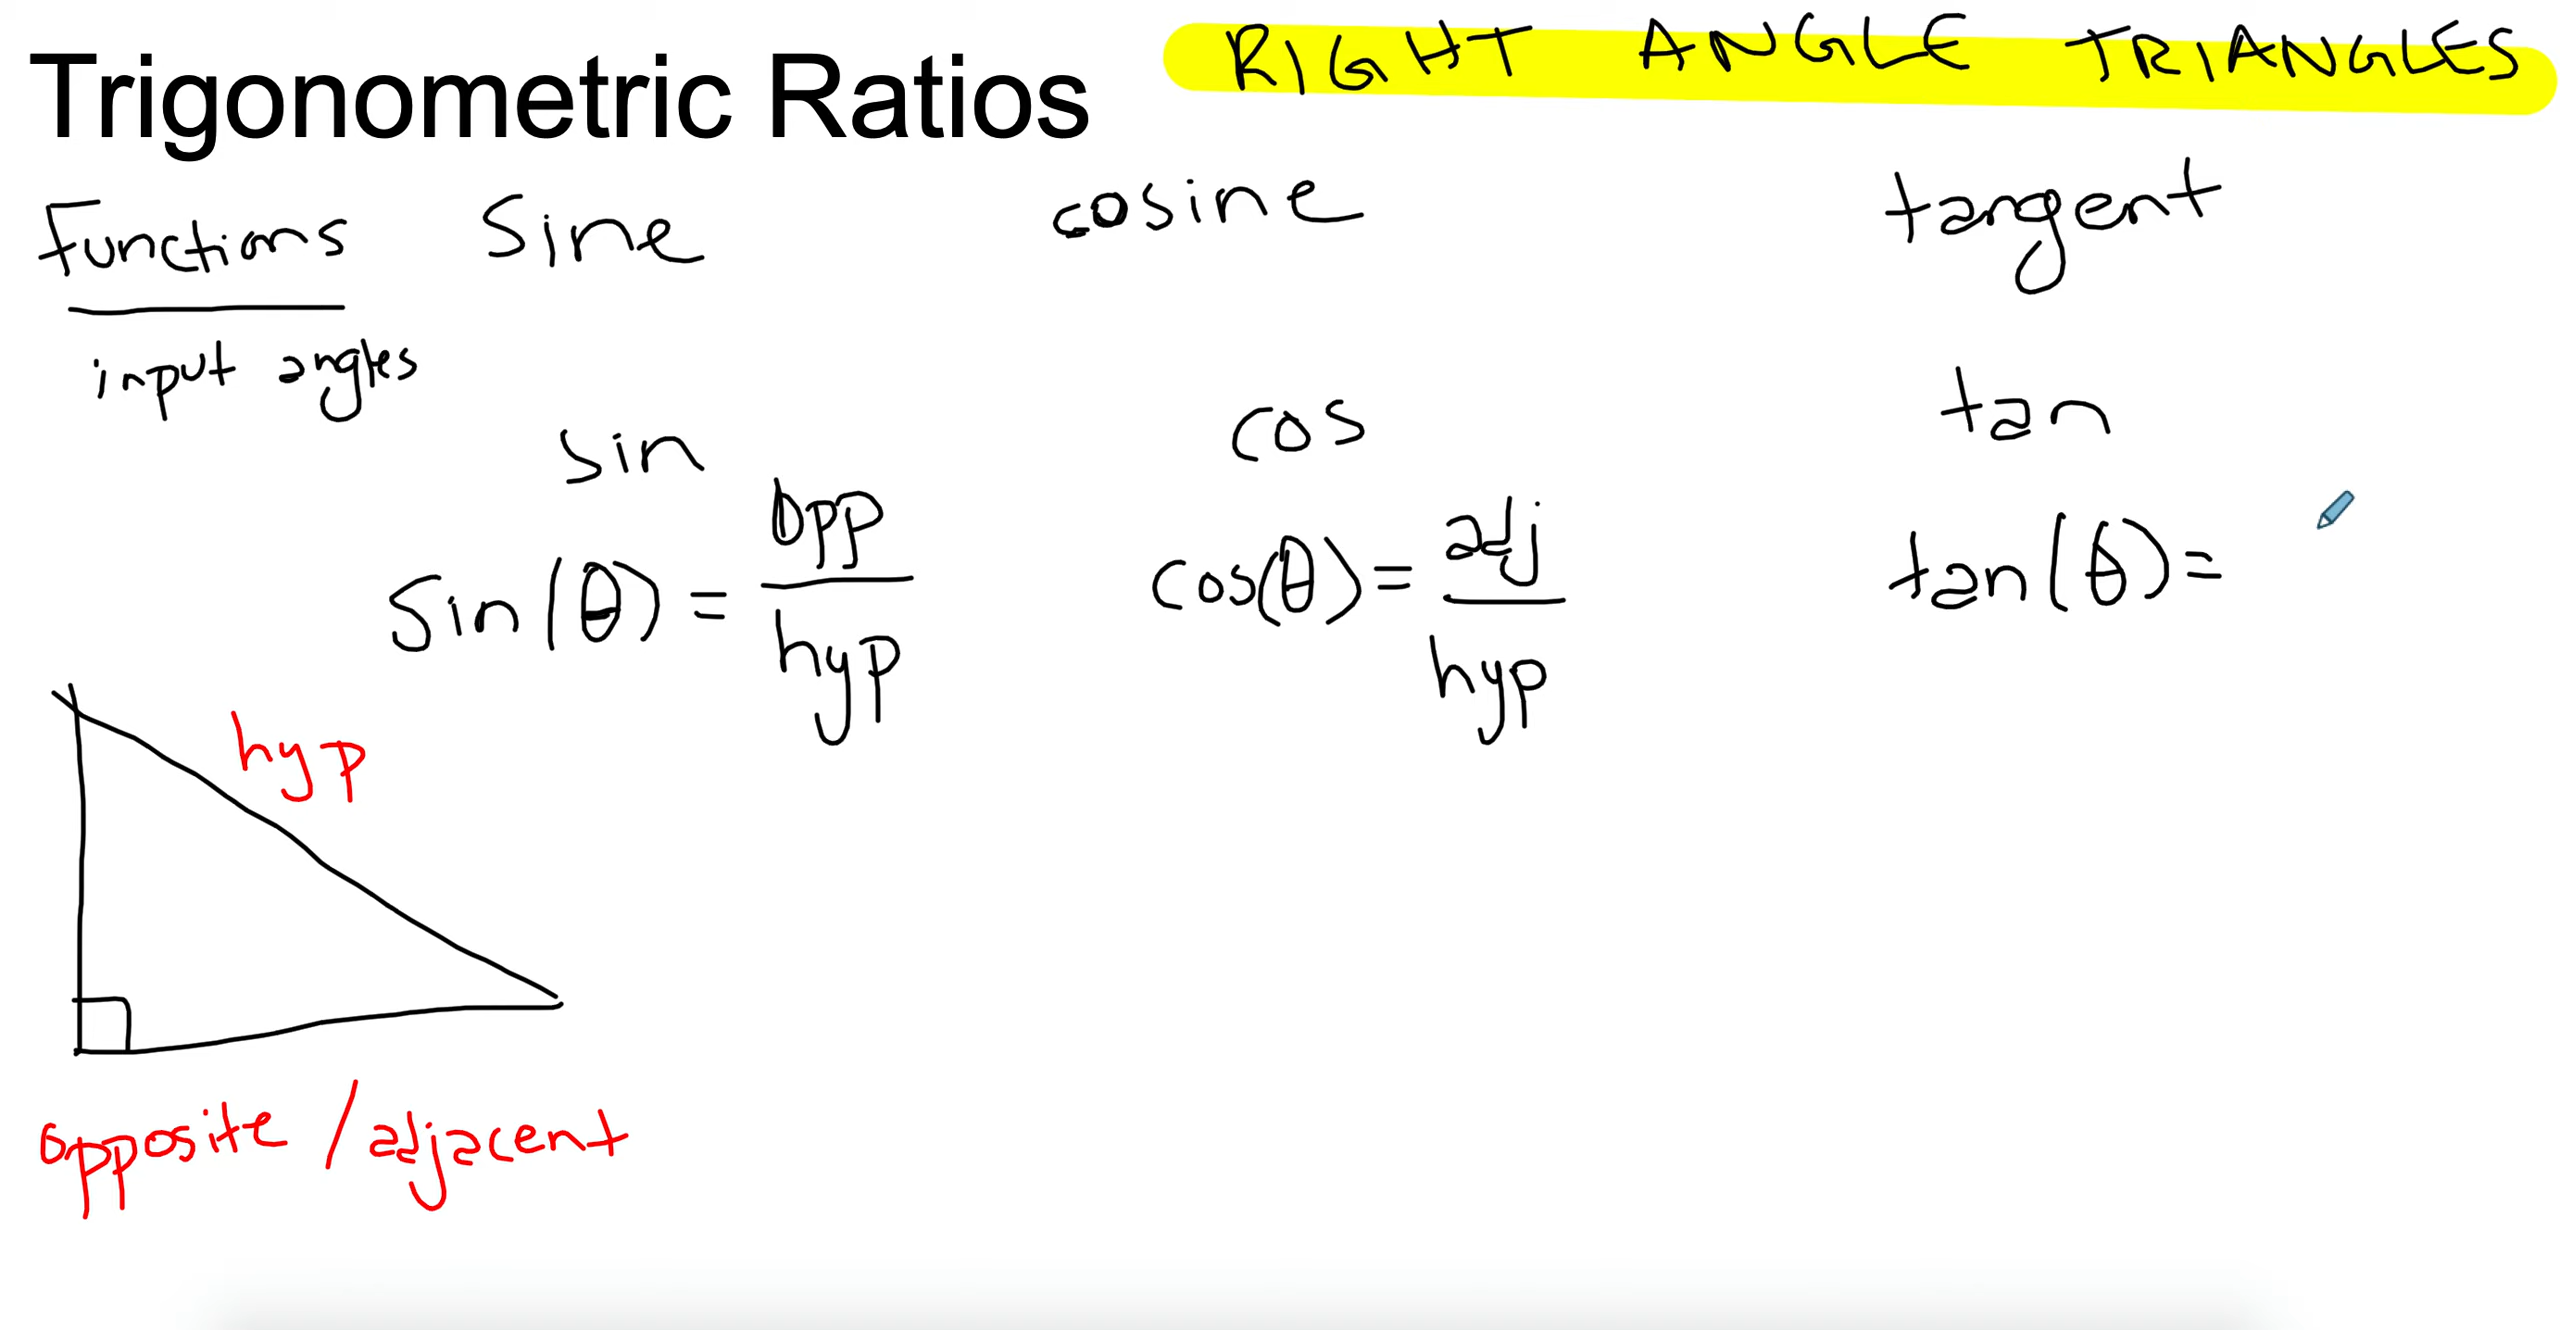 Trigonometric Ratios RIGHT ANGLE TRIANGLES
Functions Sine cosine tangent
input angles
sin cos tan
sin(θ) = opp/hyp cos(θ) = adj/hyp tan(θ) =
hyp
opposite / adjacent